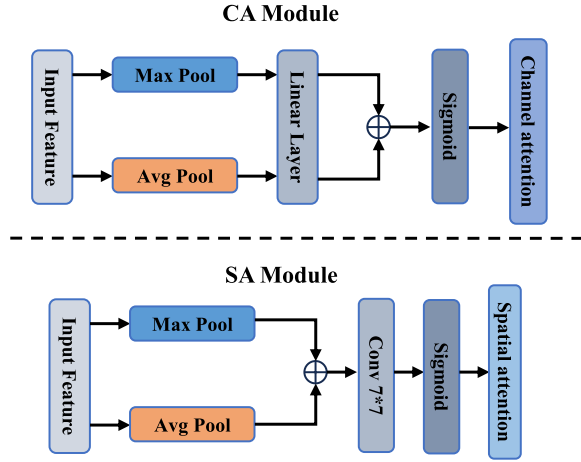 CA Module
Input Feature
Max Pool
Avg Pool
Linear Layer
Sigmoid
Channel attention
SA Module
Input Feature
Max Pool
Avg Pool
Conv 7*7
Sigmoid
Spatial attention